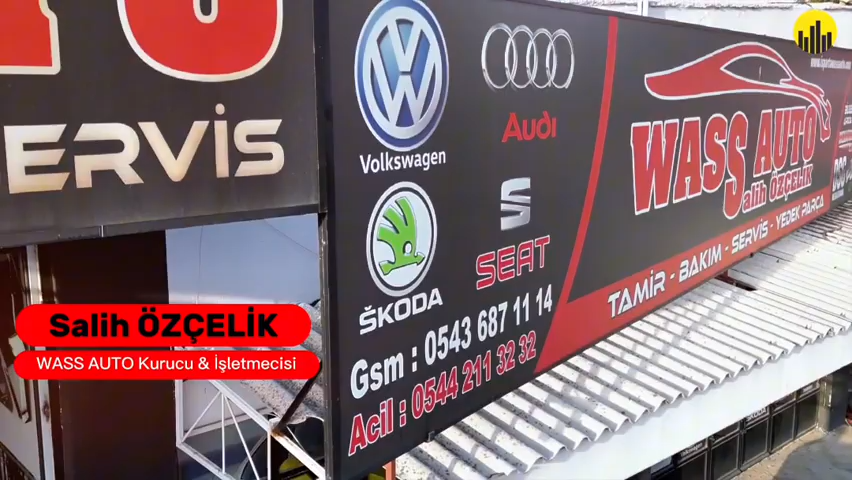 ERVİS
Volkswagen
Audi
ŠKODA
SEAT
Gsm : 0543 687 11 14
Acil : 0544 211 32 32
WASS AUTO
Salih ÖZÇELİK
TAMİR - BAKIM - SERVİS - YEDEK PARÇA
Salih ÖZÇELİK
WASS AUTO Kurucu & İşletmecisi